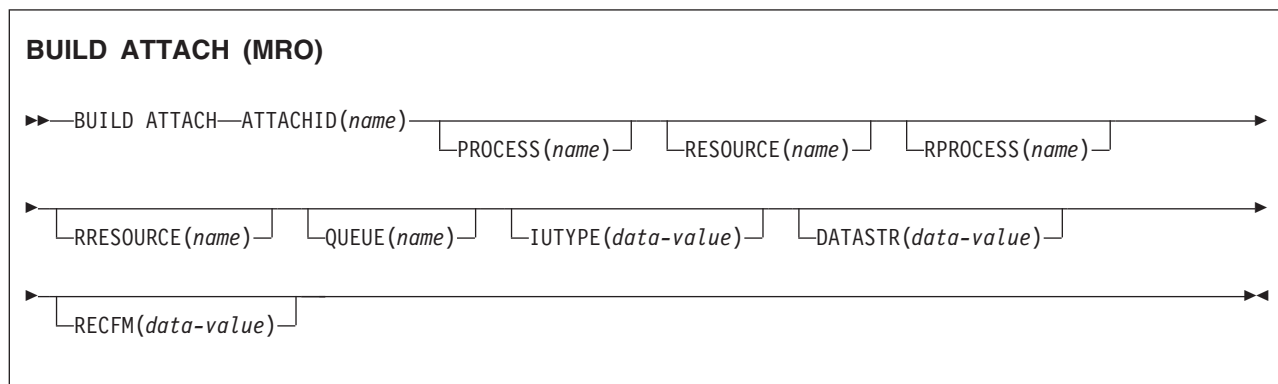 BUILD ATTACH (MRO)
BUILD ATTACH ATTACHID(name)
PROCESS(name) RESOURCE(name) RPROCESS(name)
RRESOURCE(name) QUEUE(name) IUTYPE(data-value) DATASTR(data-value)
RECFM(data-value)